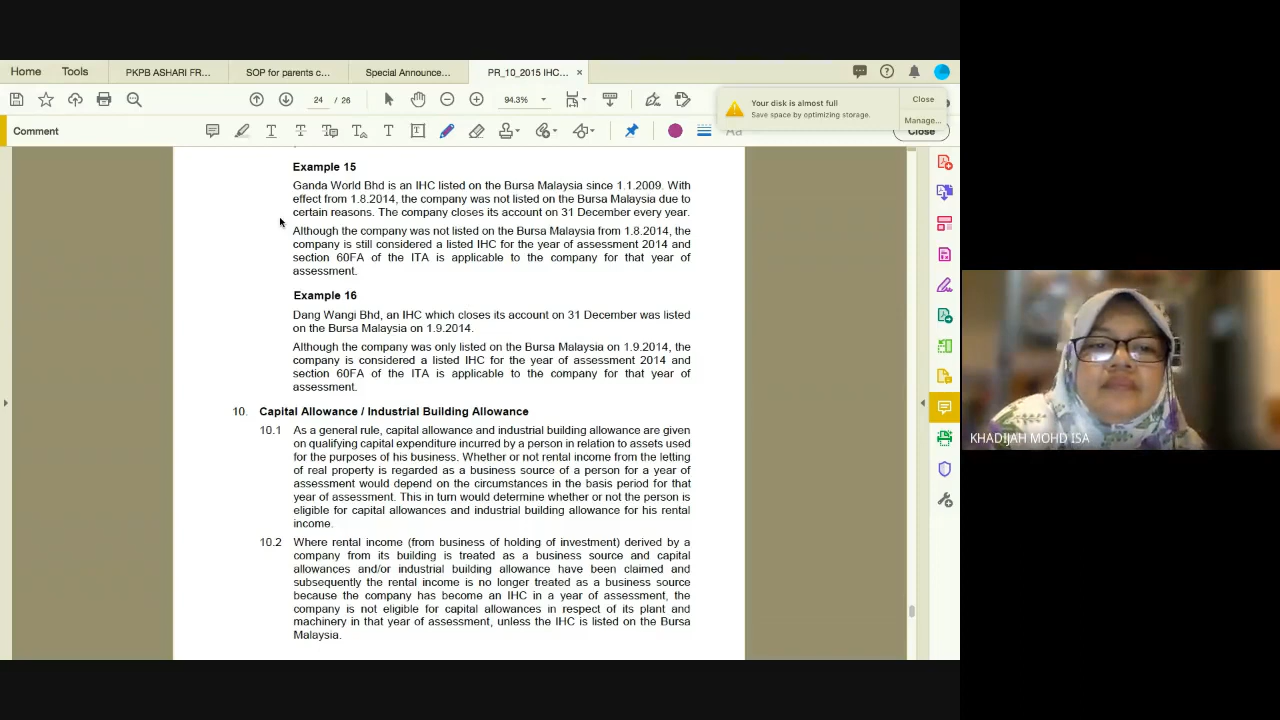 Home
Tools
PKPB ASHARI FR...
SOP for parents c...
Special Announce...
PR_10_2015 IHC...
24 / 26
94.3%
Your disk is almost full
Save space by optimizing storage.
Close
Manage...
Comment
Close
Example 15
Ganda World Bhd is an IHC listed on the Bursa Malaysia since 1.1.2009. With
effect from 1.8.2014, the company was not listed on the Bursa Malaysia due to
certain reasons. The company closes its account on 31 December every year.
Although the company was not listed on the Bursa Malaysia from 1.8.2014, the
company is still considered a listed IHC for the year of assessment 2014 and
section 60FA of the ITA is applicable to the company for that year of
assessment.
Example 16
Dang Wangi Bhd, an IHC which closes its account on 31 December was listed
on the Bursa Malaysia on 1.9.2014.
Although the company was only listed on the Bursa Malaysia on 1.9.2014, the
company is considered a listed IHC for the year of assessment 2014 and
section 60FA of the ITA is applicable to the company for that year of
assessment.
10. Capital Allowance / Industrial Building Allowance
10.1 As a general rule, capital allowance and industrial building allowance are given
on qualifying capital expenditure incurred by a person in relation to assets used
for the purposes of his business. Whether or not rental income from the letting
of real property is regarded as a business source of a person for a year of
assessment would depend on the circumstances in the basis period for that
year of assessment. This in turn would determine whether or not the person is
eligible for capital allowances and industrial building allowance for his rental
income.
10.2 Where rental income (from business of holding of investment) derived by a
company from its building is treated as a business source and capital
allowances and/or industrial building allowance have been claimed and
subsequently the rental income is no longer treated as a business source
because the company has become an IHC in a year of assessment, the
company is not eligible for capital allowances in respect of its plant and
machinery in that year of assessment, unless the IHC is listed on the Bursa
Malaysia.
KHADIJAH MOHD ISA